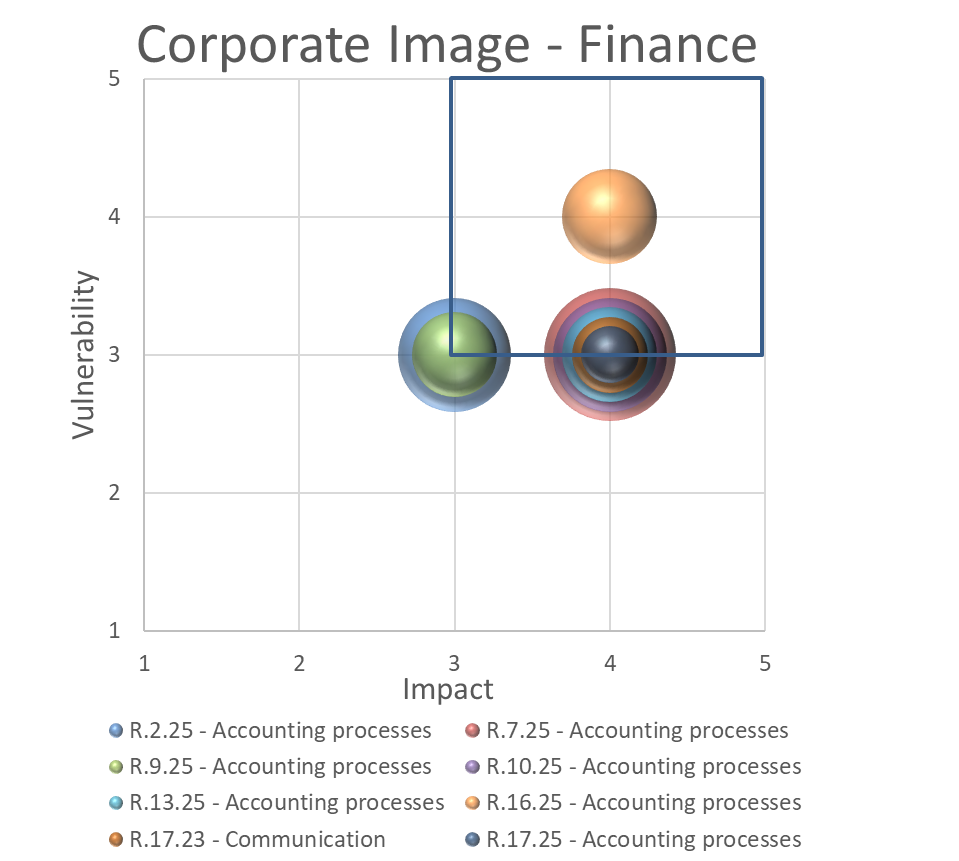 Corporate Image - Finance
5
4
3
2
1
Vulnerability
1 2 3 4 5
Impact
R.2.25 - Accounting processes R.7.25 - Accounting processes
R.9.25 - Accounting processes R.10.25 - Accounting processes
R.13.25 - Accounting processes R.16.25 - Accounting processes
R.17.23 - Communication R.17.25 - Accounting processes